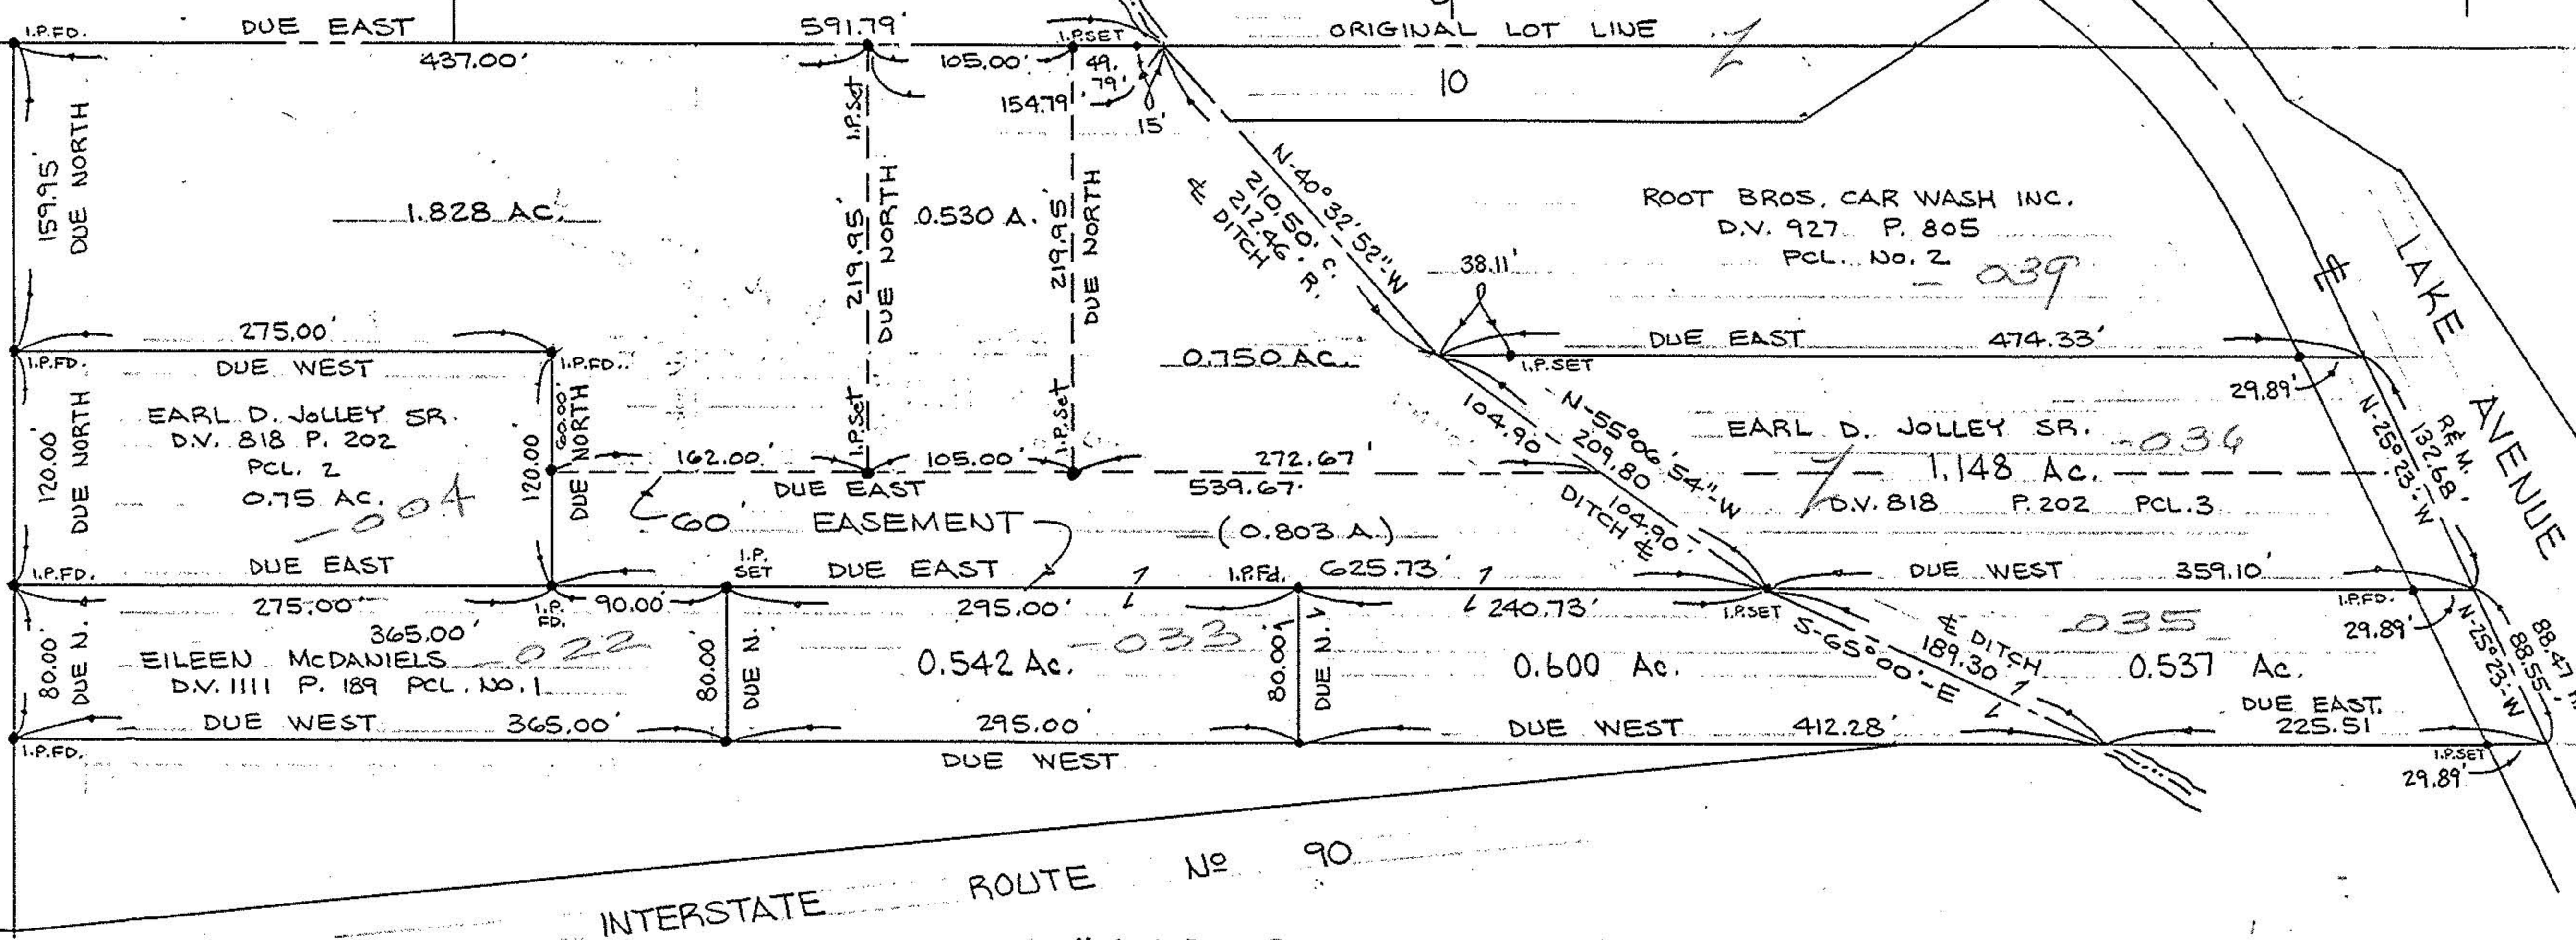 I.P.FD.
DUE EAST
591.79'
I.P.SET
9
ORIGINAL LOT LINE
10
437.00'
105.00'
49.
79'
154.79'
15'
159.95'
DUE NORTH
1.828 AC.
I.P.Set
219.95'
DUE NORTH
I.P.Set
0.530 A.
219.95'
DUE NORTH
I.P.Set
N-40°32'52"-W
210.50' C.
212.46' R.
℄ DITCH
ROOT BROS. CAR WASH INC.
D.V. 927 P. 805
PCL. No. 2
- 039
38.11'
I.P.SET
DUE EAST 474.33'
29.89'
0.750 AC.
LAKE AVENUE
℄
275.00'
I.P.FD.
DUE WEST
I.P.FD.
120.00'
DUE NORTH
EARL D. JOLLEY SR.
D.V. 818 P. 202
PCL. 2
0.75 AC.
-004
120.00'
60.00'
DUE NORTH
162.00'
105.00'
272.67'
DUE EAST
539.67'
60' EASEMENT
(0.803 A.)
104.90
N-55°06'54"-W
209.80
104.90'
DITCH ℄
EARL D. JOLLEY SR.
-034
1.148 Ac.
D.V. 818 P. 202 PCL. 3
N-25°23'-W
R.& M.
132.68'
I.P.FD.
DUE EAST
I.P.
SET
DUE EAST
I.P.Fd.
625.73'
DUE WEST
359.10'
275.00'
I.P.
FD.
90.00'
295.00'
240.73'
I.P.SET
I.P.FD.
29.89'
80.00'
DUE N.
365.00'
EILEEN McDANIELS
-022
D.V. 1111 P. 189 PCL. NO. 1
80.00'
DUE N.
-033
0.542 Ac.
80.00'
DUE N.
0.600 Ac.
℄ DITCH
189.30
S-65°00'-E
035
0.537 Ac.
N-25°23'-W
88.55'
88.47'
DUE WEST 365.00'
295.00'
DUE WEST 412.28'
DUE EAST.
225.51
I.P.FD.
DUE WEST
I.P.SET
29.89'
INTERSTATE ROUTE Nº 90